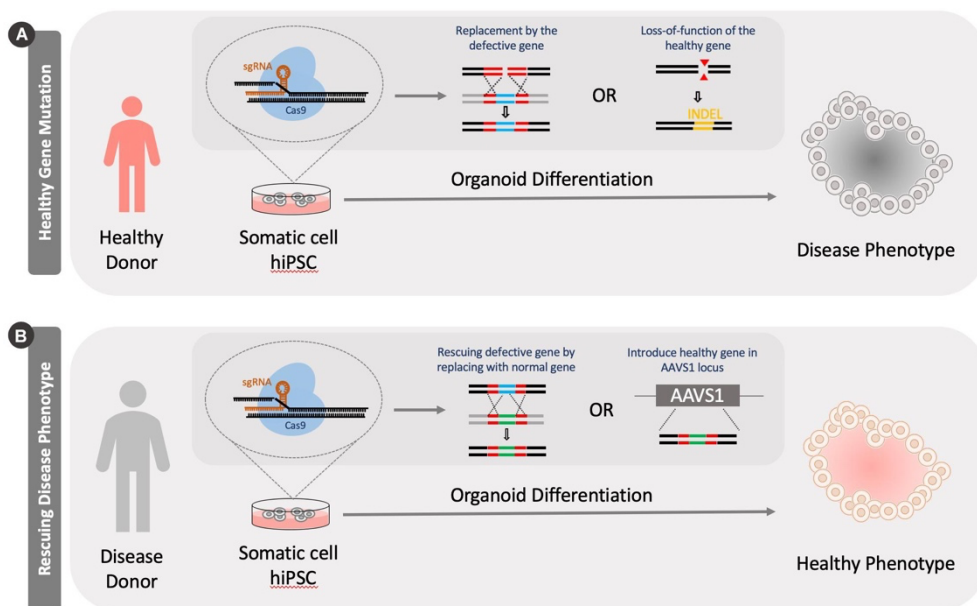 A
Healthy Gene Mutation
Healthy
Donor
sgRNA
Cas9
Somatic cell
hiPSC
Replacement by the
defective gene
OR
Loss-of-function of the
healthy gene
INDEL
Organoid Differentiation
Disease Phenotype
B
Rescuing Disease Phenotype
Disease
Donor
sgRNA
Cas9
Somatic cell
hiPSC
Rescuing defective gene by
replacing with normal gene
OR
Introduce healthy gene in
AAVS1 locus
AAVS1
Organoid Differentiation
Healthy Phenotype